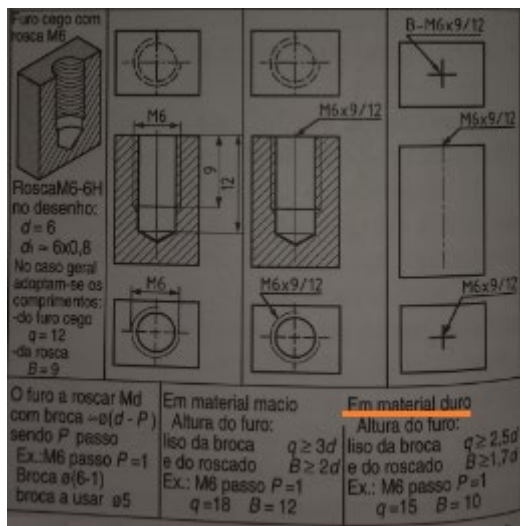 Furo cego com
rosca M6
RoscaM6-6H
no desenho:
d = 6
d₁ ≃ 6x0,8
No caso geral
adoptam-se os
comprimentos:
-do furo cego
q = 12
-da rosca
B = 9
M6
9
12
M6
M6x9/12
M6x9/12
B-M6x9/12
M6x9/12
M6x9/12
O furo a roscar Md
com broca ≃ø(d - P)
sendo P passo
Ex.:M6 passo P =1
Broca ø(6-1)
broca a usar ø5
Em material macio
Altura do furo:
liso da broca q ≥ 3d
e do roscado B ≥ 2d
Ex.: M6 passo P =1
q =18 B = 12
Em material duro
Altura do furo:
liso da broca q ≥ 2,5d
e do roscado B ≥1,7d
Ex.: M6 passo P =1
q =15 B = 10